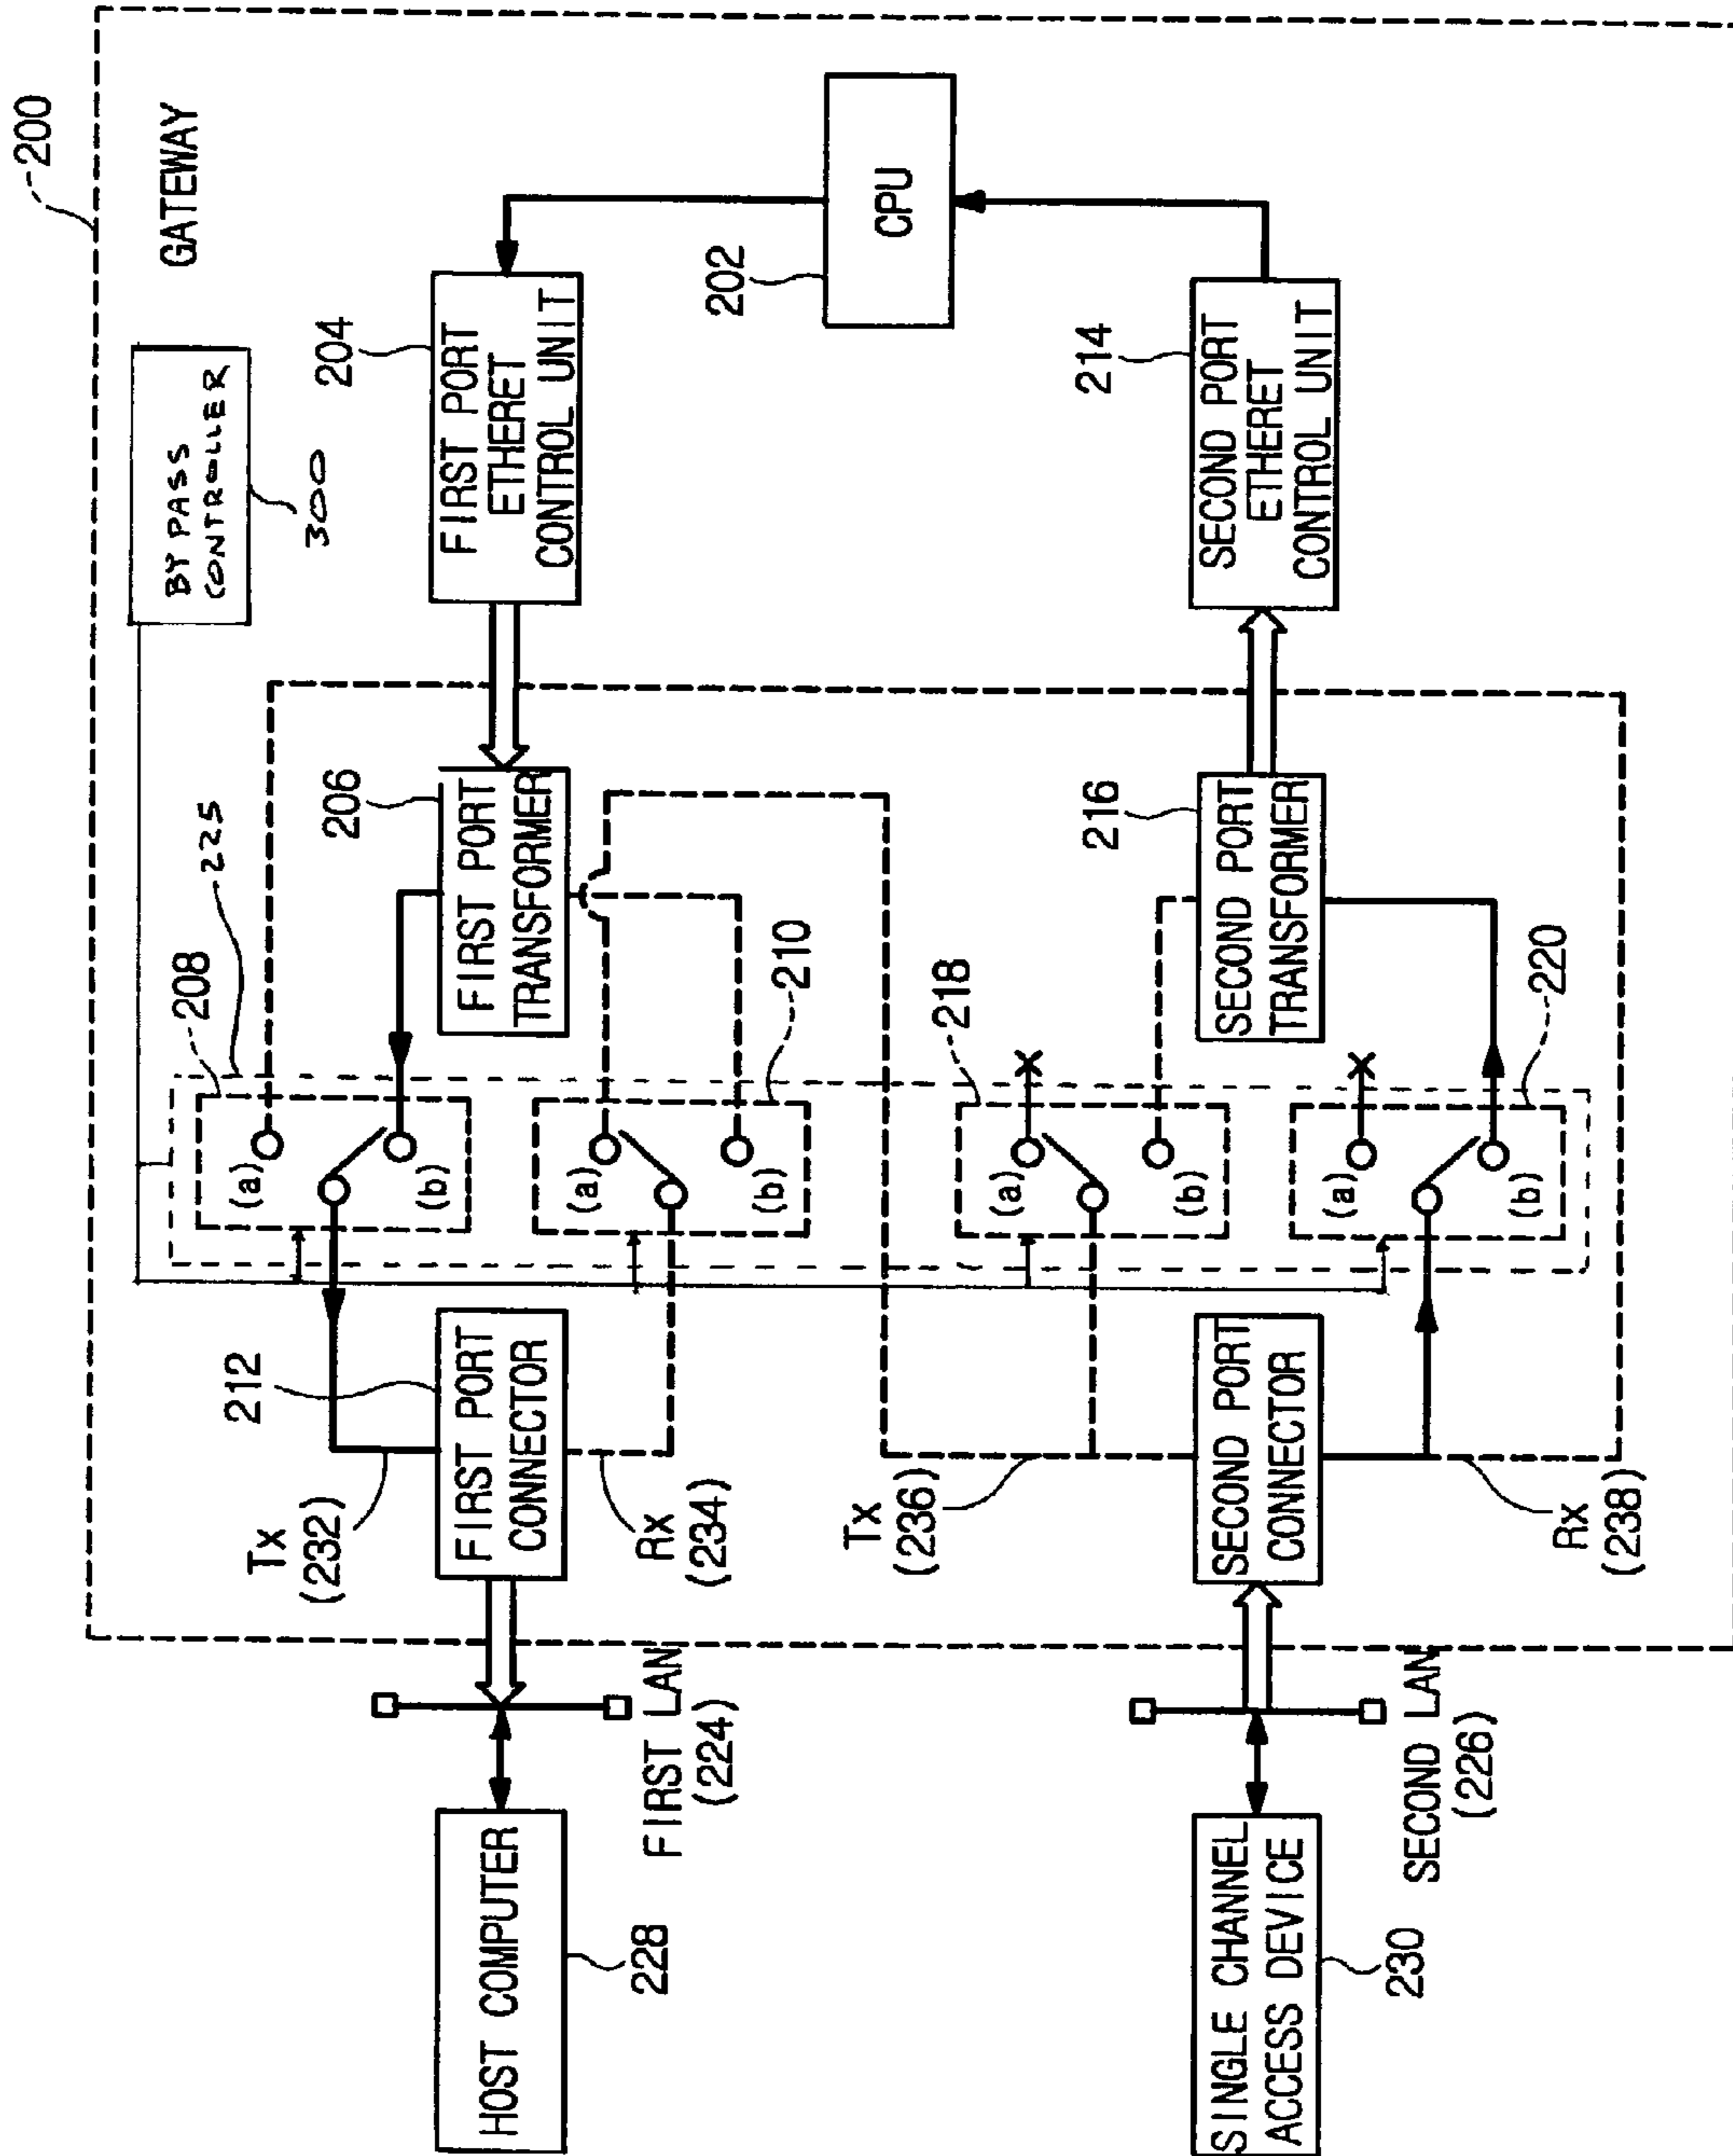 200
GATEWAY
BYPASS
CONTROLLER
300
FIRST PORT
ETHERET
CONTROL UNIT
204
CPU
202
SECOND PORT
ETHERET
CONTROL UNIT
214
FIRST PORT
TRANSFORMER
206
SECOND PORT
TRANSFORMER
216
225
208
(a)
(b)
210
(a)
(b)
218
(a)
(b)
220
(a)
(b)
212
FIRST PORT
CONNECTOR
Tx
(232)
Rx
(234)
Tx
(236)
SECOND PORT
CONNECTOR
Rx
(238)
FIRST LAN
(224)
SECOND LAN
(226)
HOST COMPUTER
228
SINGLE CHANNEL
ACCESS DEVICE
230